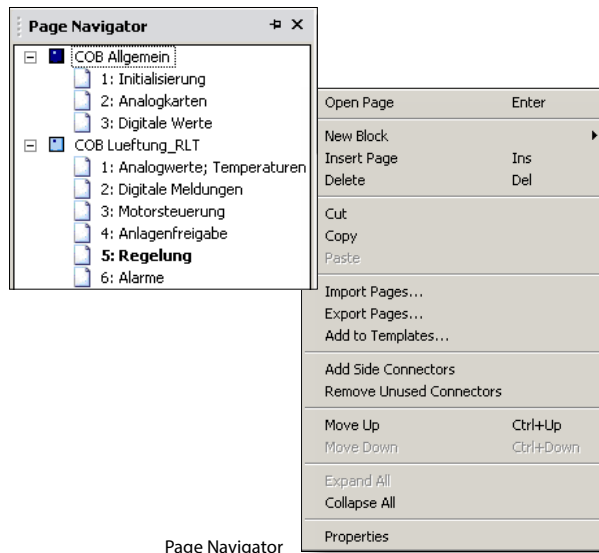 Page Navigator
COB Allgemein
1: Initialisierung
2: Analogkarten
3: Digitale Werte
COB Lueftung_RLT
1: Analogwerte; Temperaturen
2: Digitale Meldungen
3: Motorsteuerung
4: Anlagenfreigabe
5: Regelung
6: Alarme
Open Page Enter
New Block
Insert Page Ins
Delete Del
Cut
Copy
Paste
Import Pages...
Export Pages...
Add to Templates...
Add Side Connectors
Remove Unused Connectors
Move Up Ctrl+Up
Move Down Ctrl+Down
Expand All
Collapse All
Properties
Page Navigator